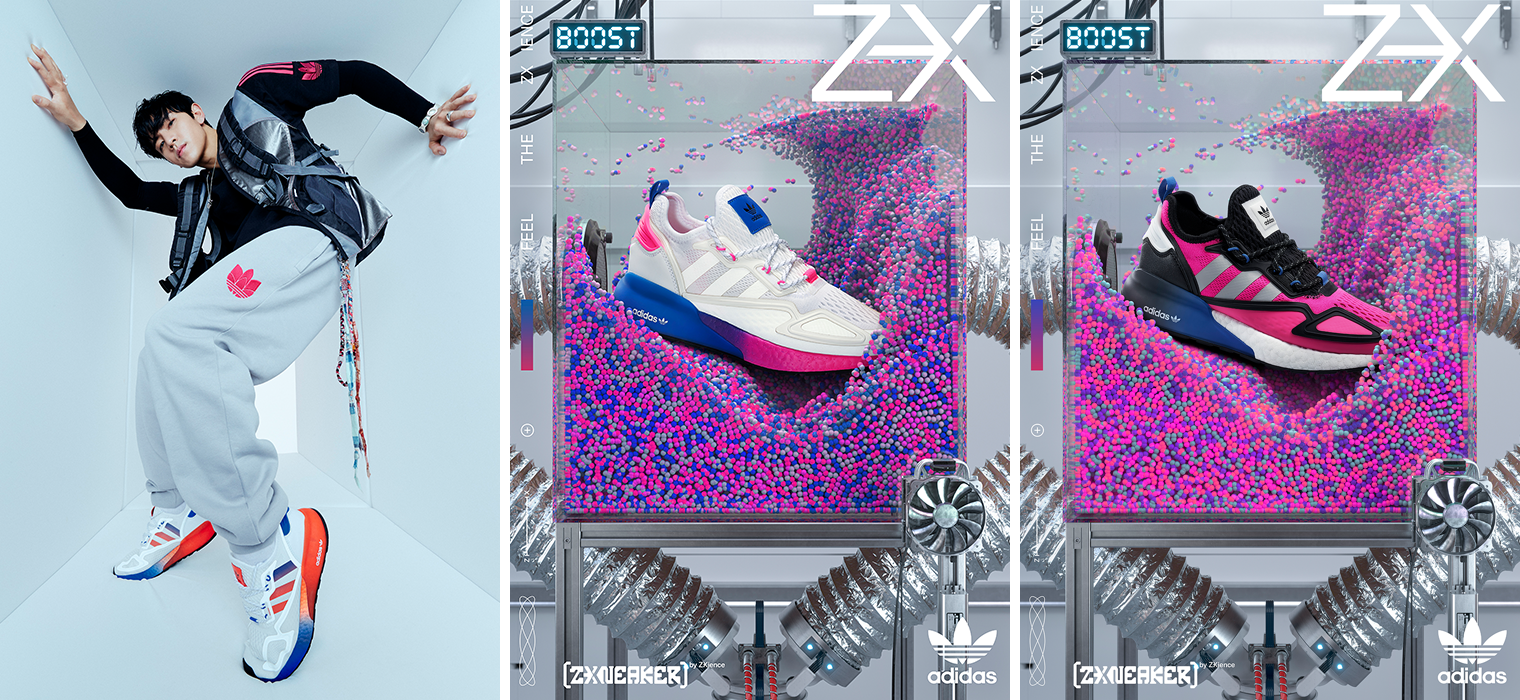 BOOST
ZX
THE
FEEL
ZX IENCE
adidas
[ZXNEAKER]
by ZXience
adidas
BOOST
ZX
THE
FEEL
ZX IENCE
adidas
adidas
[ZXNEAKER]
by ZXience
adidas